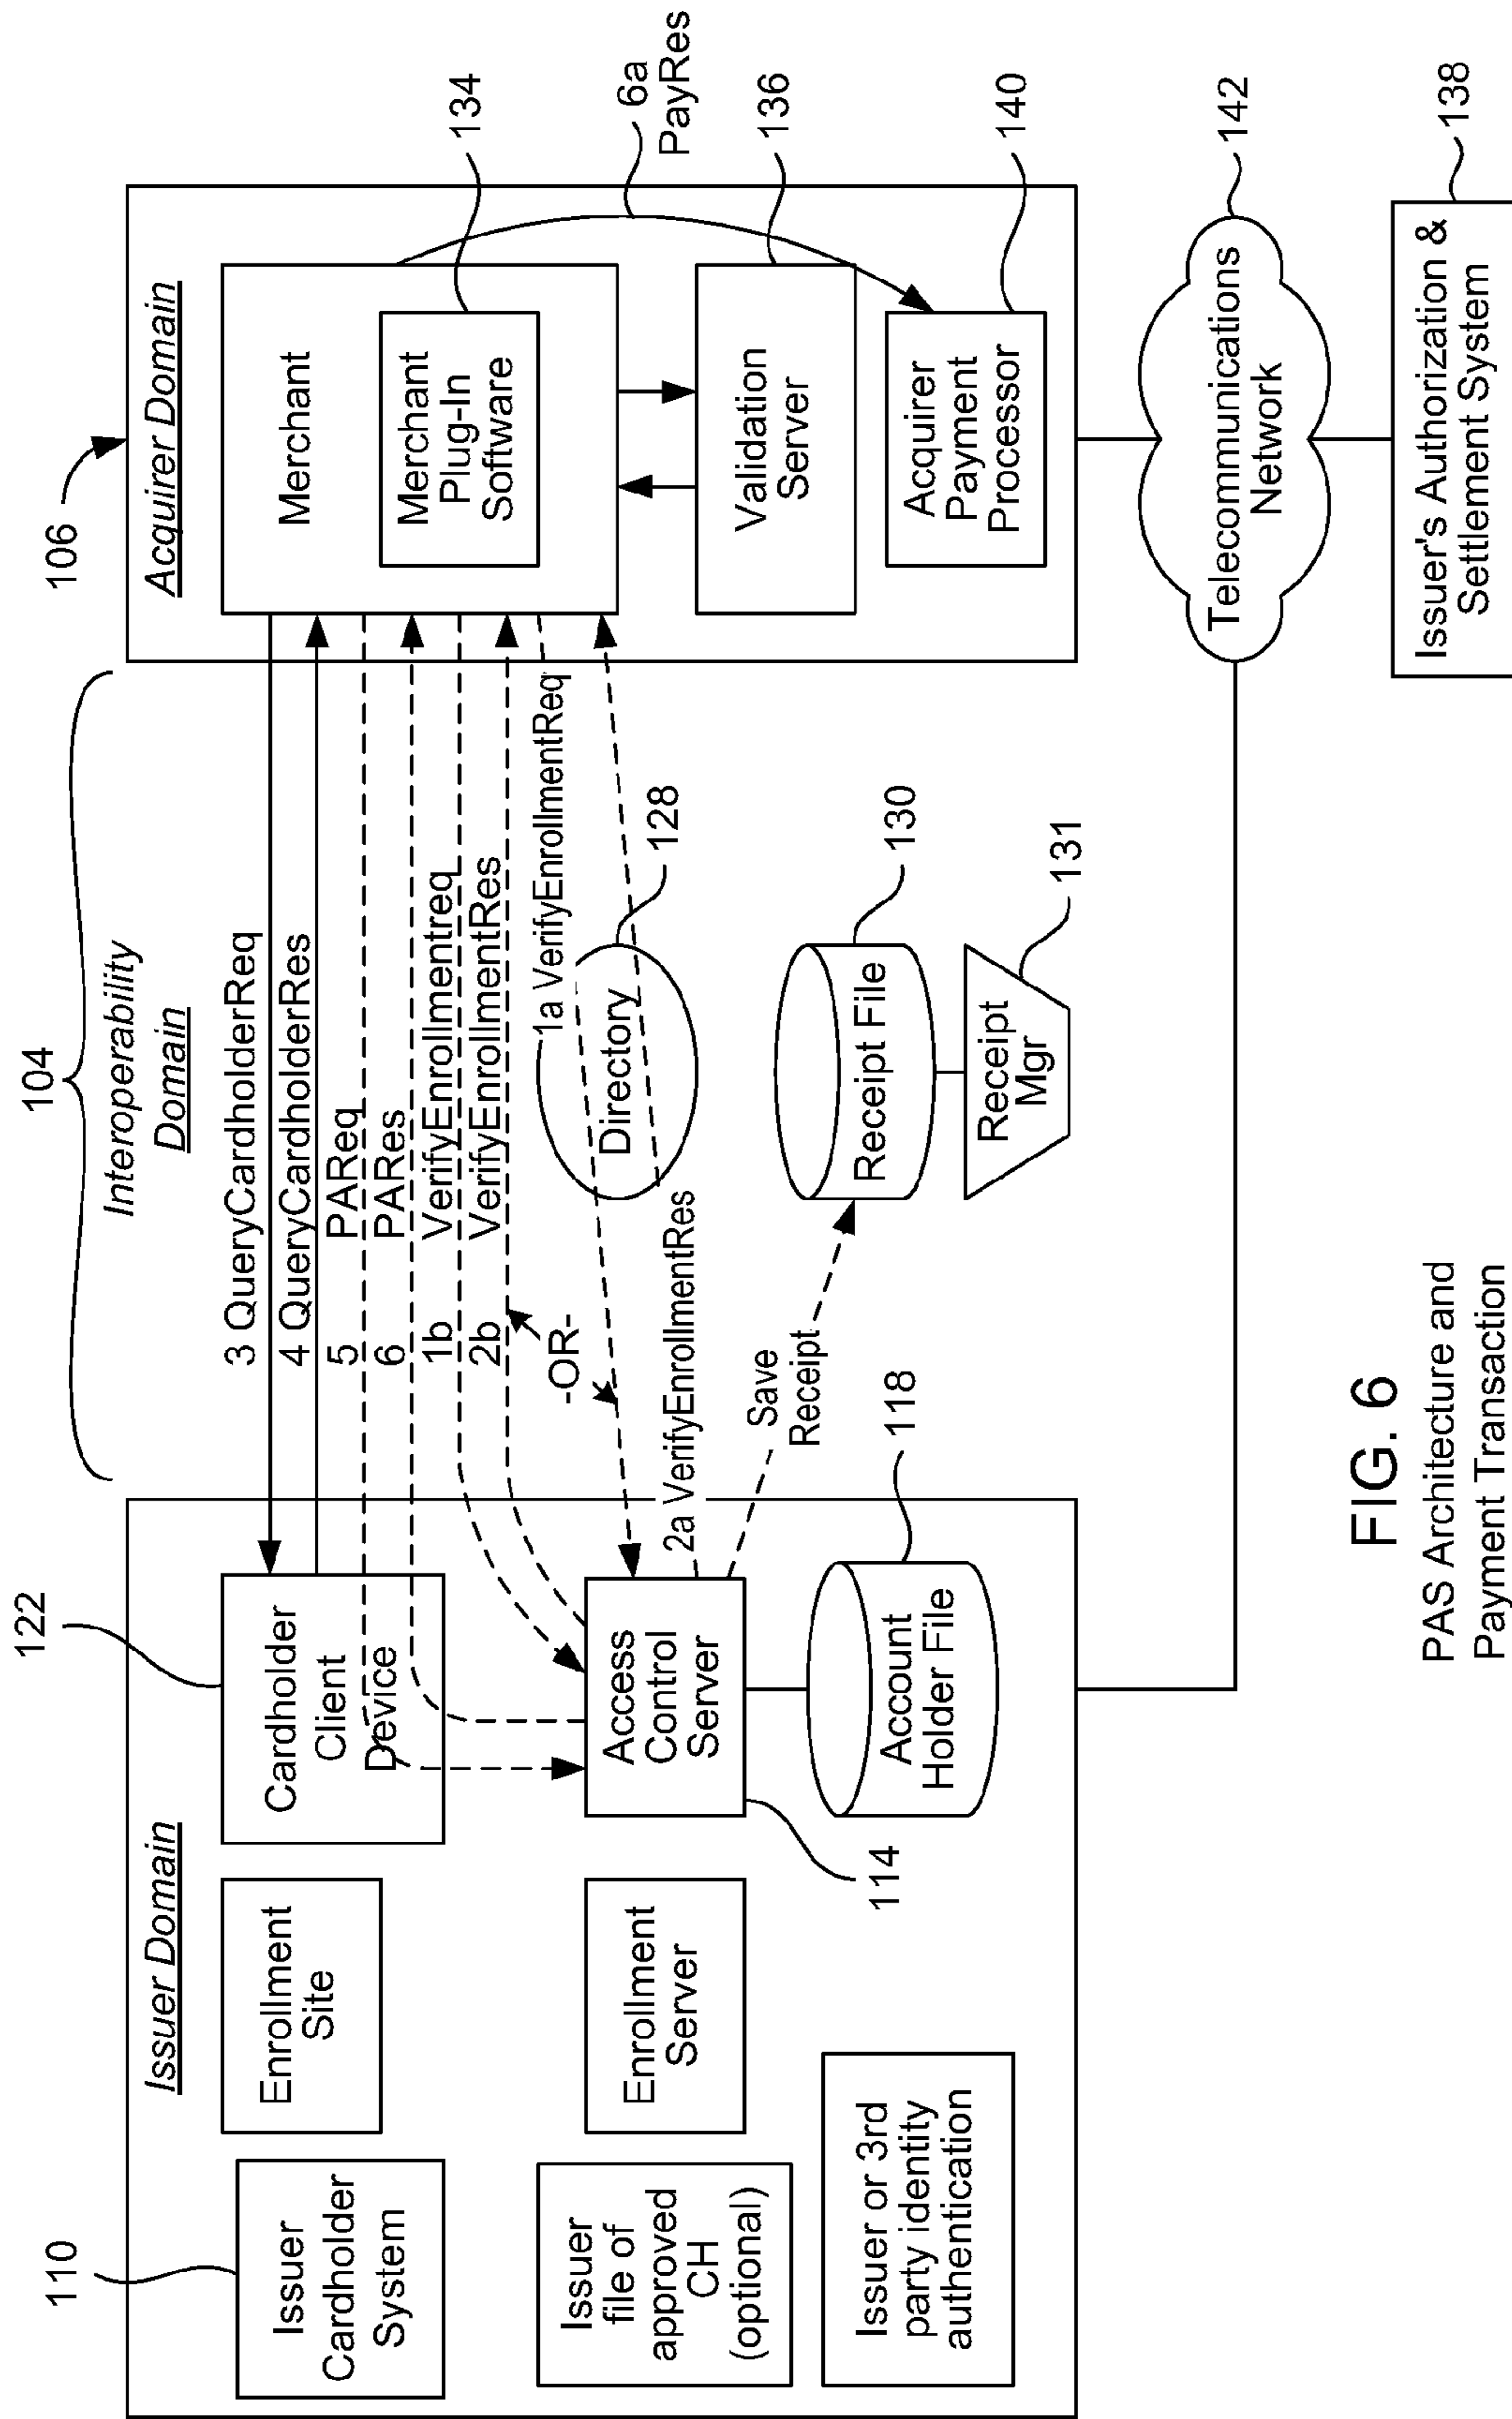 104
Interoperability
Domain
106
Issuer Domain
Acquirer Domain
110
Issuer
Cardholder
System
Enrollment
Site
122
Cardholder
Client
Device
3 QueryCardholderReq
4 QueryCardholderRes
5 PAReq
6 PARes
1b VerifyEnrollmentreq
2b VerifyEnrollmentRes
-OR-
1a VerifyEnrollmentReq
Merchant
Merchant
Plug-In
Software
134
6a
PayRes
Issuer
file of
approved
CH
(optional)
Enrollment
Server
Access
Control
Server
114
2a VerifyEnrollmentRes
Directory
128
Validation
Server
136
Save
Receipt
Issuer or 3rd
party identity
authentication
Account
Holder File
118
Receipt File
130
Receipt
Mgr
131
Acquirer
Payment
Processor
140
Telecommunications
Network
142
Issuer's Authorization &
Settlement System
138
FIG. 6
PAS Architecture and
Payment Transaction